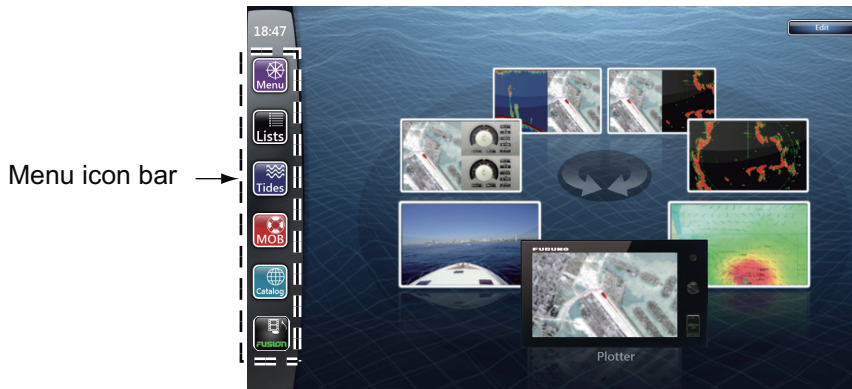 18:47
Edit
Menu
Lists
Menu icon bar
Tides
MOB
FURUNO
Catalog
FUSION
Plotter